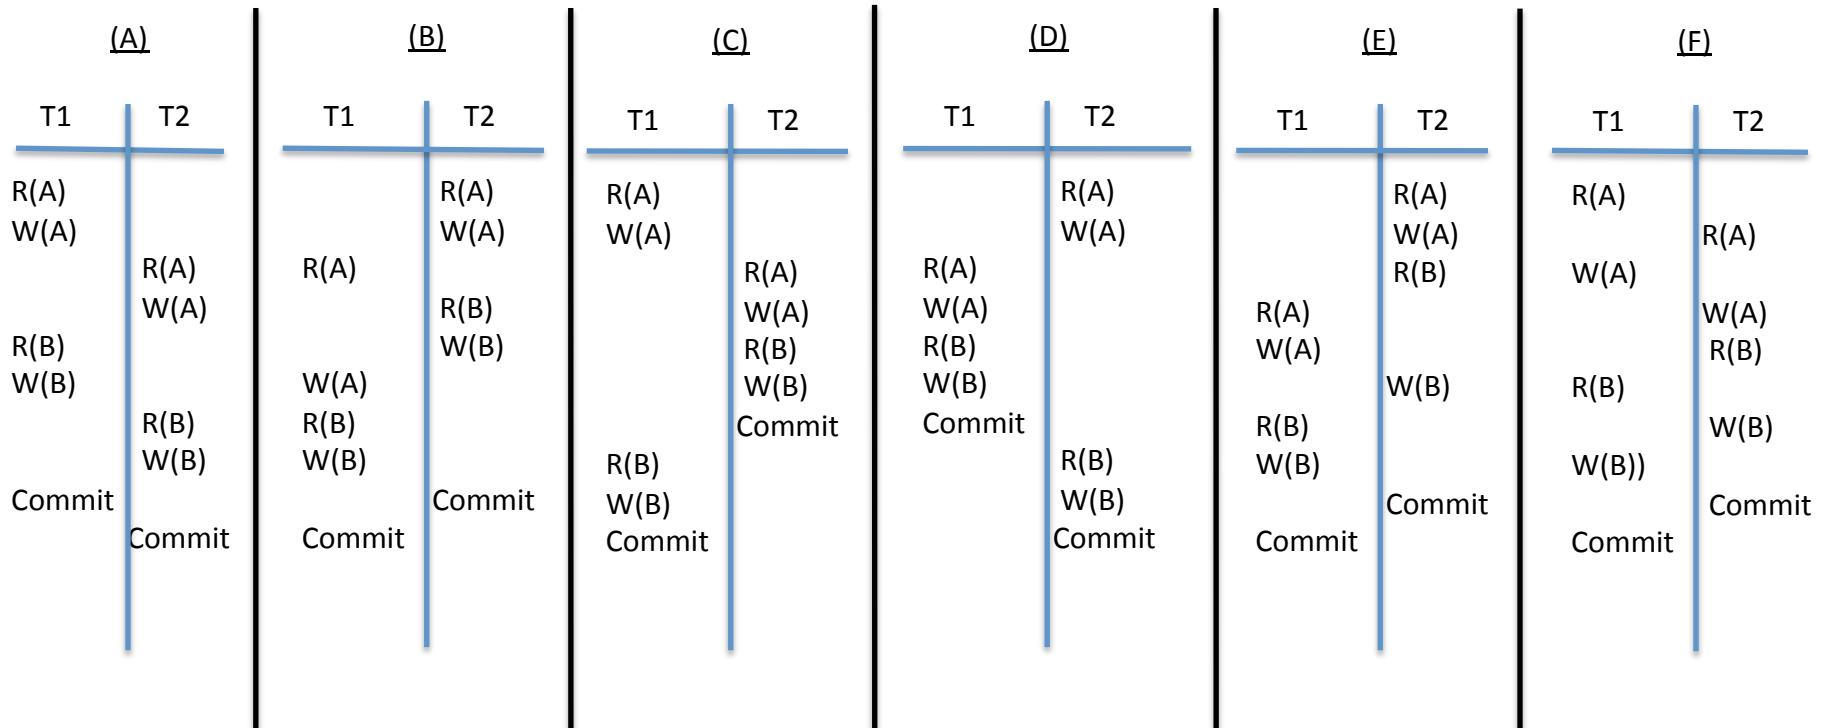 (A)
T1 T2
R(A)
W(A)
R(A)
W(A)
R(B)
W(B)
R(B)
W(B)
Commit
Commit
(B)
T1 T2
R(A)
W(A)
R(A)
R(B)
W(B)
W(A)
R(B)
W(B)
Commit
Commit
(C)
T1 T2
R(A)
W(A)
R(A)
W(A)
R(B)
W(B)
Commit
R(B)
W(B)
Commit
(D)
T1 T2
R(A)
W(A)
R(A)
W(A)
R(B)
W(B)
Commit
R(B)
W(B)
Commit
(E)
T1 T2
R(A)
W(A)
R(B)
R(A)
W(A)
W(B)
R(B)
W(B)
Commit
Commit
(F)
T1 T2
R(A)
R(A)
W(A)
W(A)
R(B)
R(B)
W(B)
W(B))
Commit
Commit